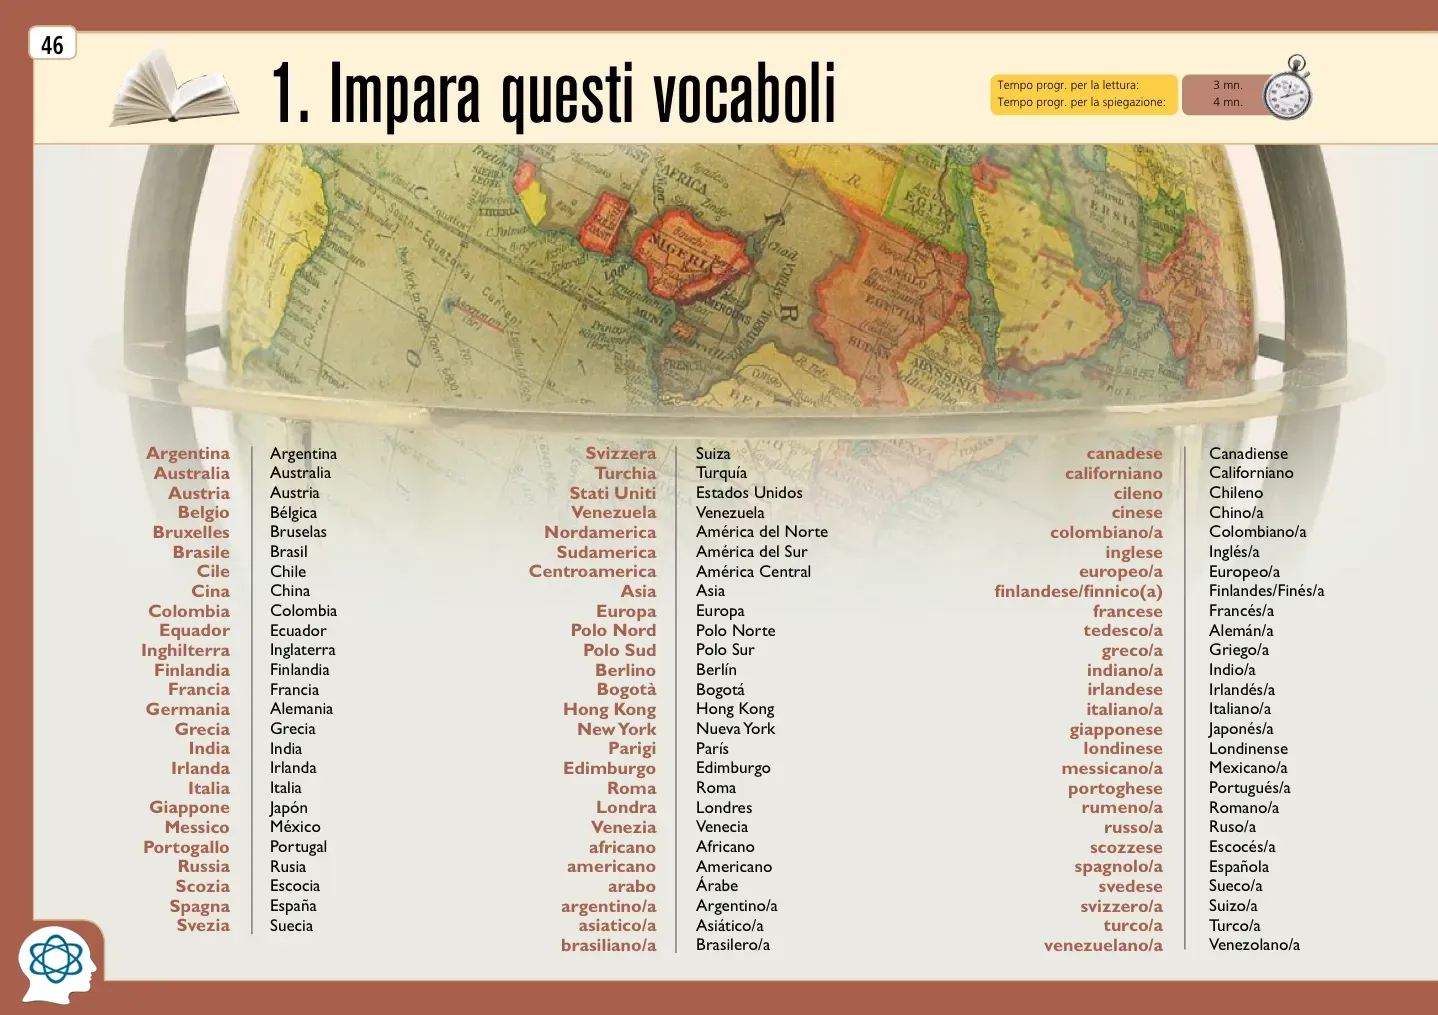 46
1. Impara questi vocaboli
Tempo progr. per la lettura: 3 mn.
Tempo progr. per la spiegazione: 4 mn.
SIERRA
LIBERIA
AFRICA
NIGERIA
EGYPT
ANGLO
EGYPTIAN
SUDAN
ABYSSINIA
Congo
Argentina Argentina
Australia Australia
Austria Austria
Belgio Bélgica
Bruxelles Bruselas
Brasile Brasil
Cile Chile
Cina China
Colombia Colombia
Equador Ecuador
Inghilterra Inglaterra
Finlandia Finlandia
Francia Francia
Germania Alemania
Grecia Grecia
India India
Irlanda Irlanda
Italia Italia
Giappone Japón
Messico México
Portogallo Portugal
Russia Rusia
Scozia Escocia
Spagna España
Svezia Suecia
Svizzera Suiza
Turchia Turquía
Stati Uniti Estados Unidos
Venezuela Venezuela
Nordamerica América del Norte
Sudamerica América del Sur
Centroamerica América Central
Asia Asia
Europa Europa
Polo Nord Polo Norte
Polo Sud Polo Sur
Berlino Berlín
Bogotà Bogotá
Hong Kong Hong Kong
New York Nueva York
Parigi París
Edimburgo Edimburgo
Roma Roma
Londra Londres
Venezia Venecia
africano Africano
americano Americano
arabo Árabe
argentino/a Argentino/a
asiatico/a Asiático/a
brasiliano/a Brasilero/a
canadese Canadiense
californiano Californiano
cileno Chileno
cinese Chino/a
colombiano/a Colombiano/a
inglese Inglés/a
europeo/a Europeo/a
finlandese/finnico(a) Finlandes/Finés/a
francese Francés/a
tedesco/a Alemán/a
greco/a Griego/a
indiano/a Indio/a
irlandese Irlandés/a
italiano/a Italiano/a
giapponese Japonés/a
londinese Londinense
messicano/a Mexicano/a
portoghese Portugués/a
rumeno/a Romano/a
russo/a Ruso/a
scozzese Escocés/a
spagnolo/a Española
svedese Sueco/a
svizzero/a Suizo/a
turco/a Turco/a
venezuelano/a Venezolano/a